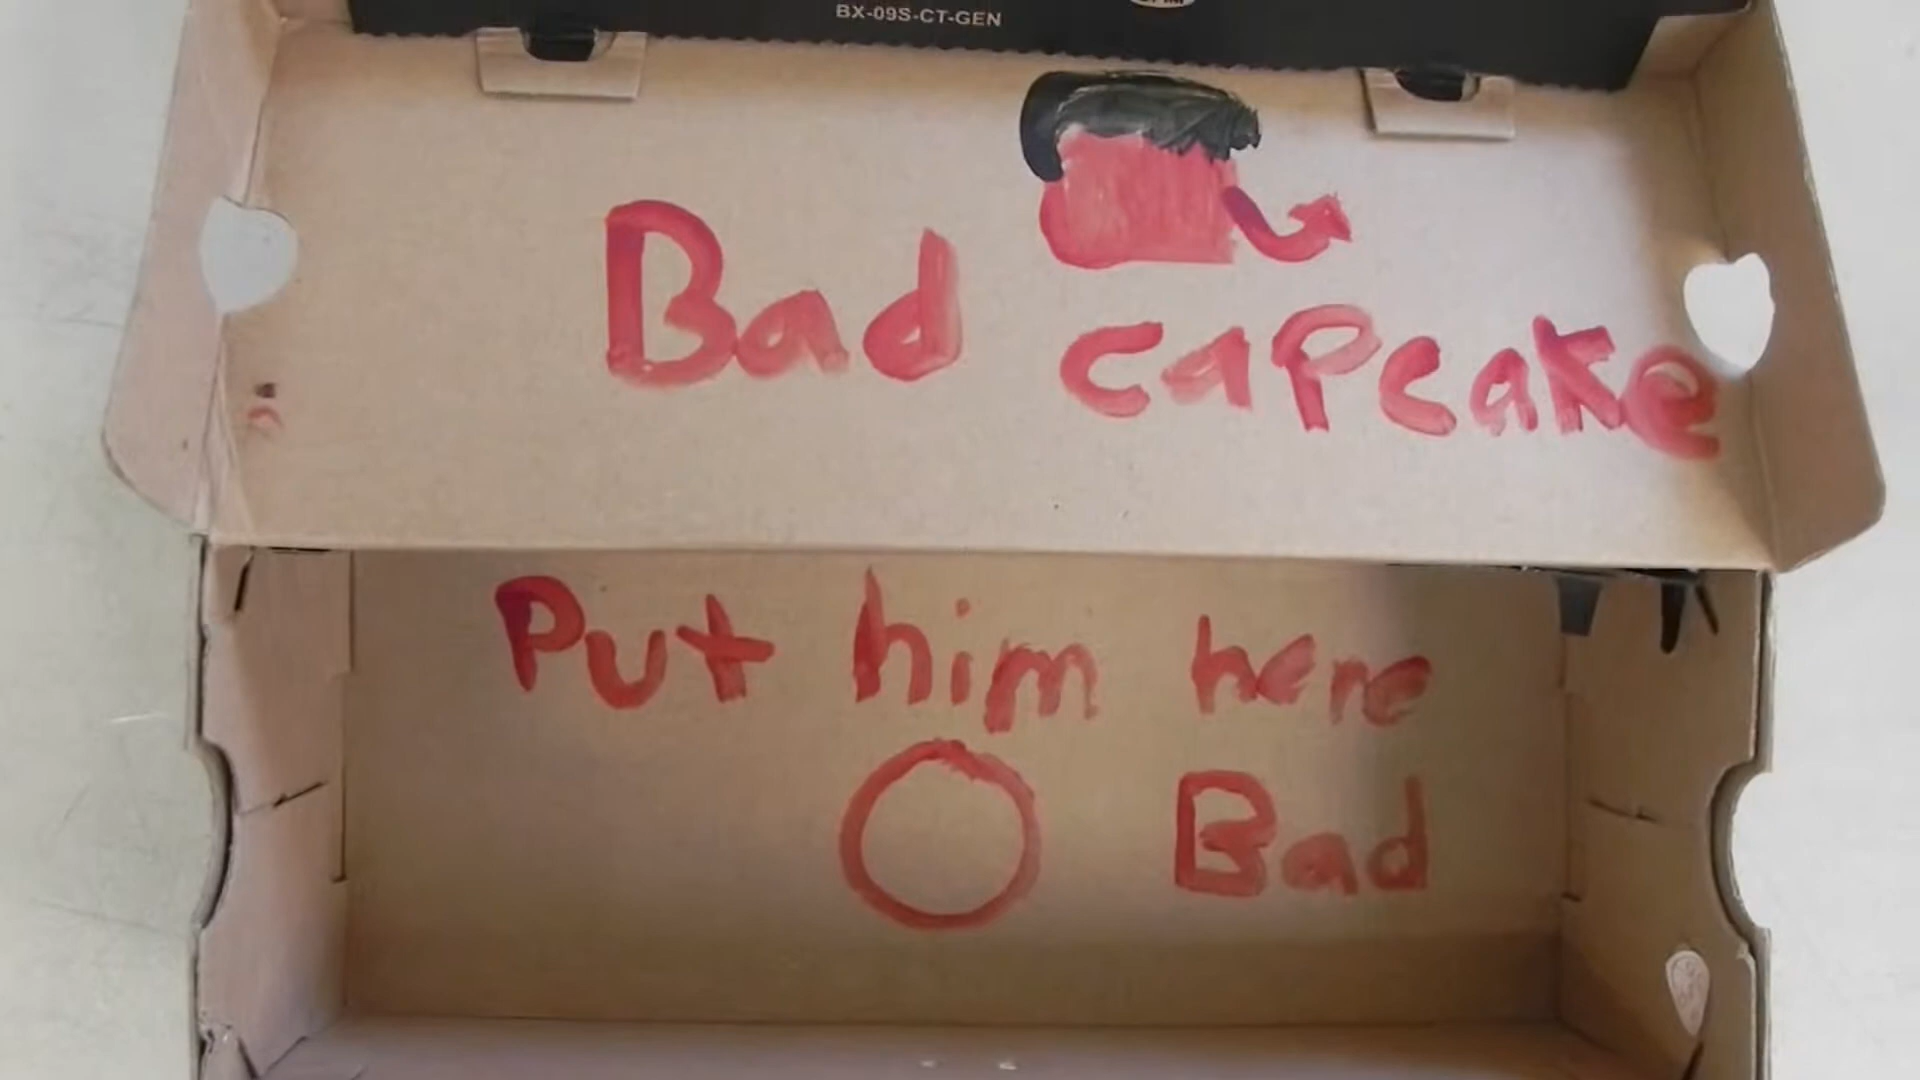 BX-09S-CT-GEN
Bad
capcake
Put him here
Bad